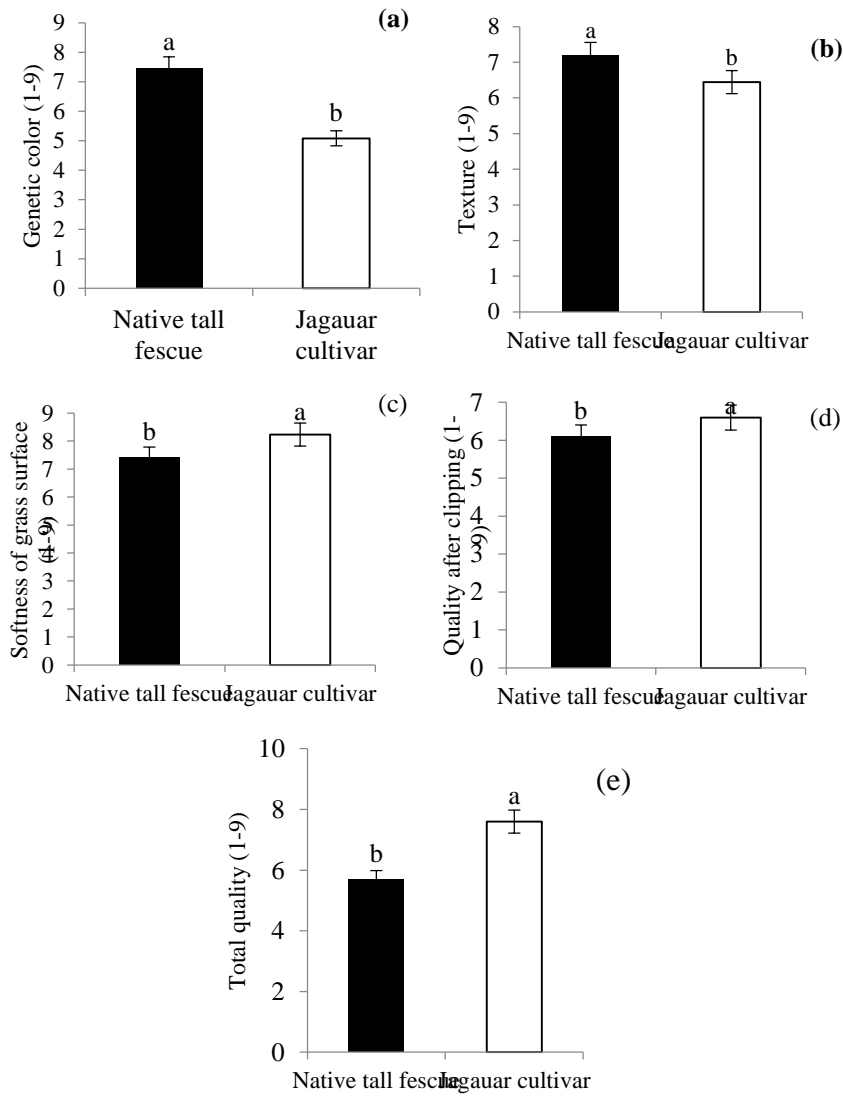 (a)
Genetic color (1-9)
9
8
7
6
5
4
3
2
1
0
a
b
Native tall
fescue
Jagauar
cultivar
(b)
Texture (1-9)
8
7
6
5
4
3
2
1
0
a
b
Native tall fescue
Jagauar cultivar
(c)
Softness of grass surface
(1-9)
9
8
7
6
5
4
3
2
1
0
b
a
Native tall fescue
Jagauar cultivar
(d)
Quality after clipping (1-
9)
7
6
5
4
3
2
1
0
b
a
Native tall fescue
Jagauar cultivar
(e)
Total quality (1-9)
10
8
6
4
2
0
b
a
Native tall fescue
Jagauar cultivar